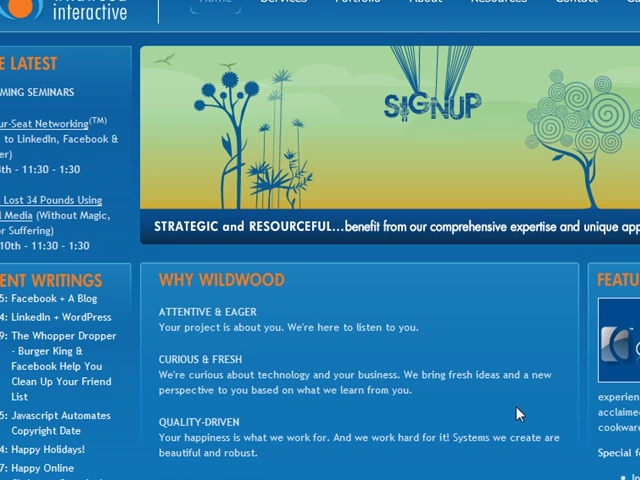 interactive
Home Services Portfolio About Resources Contact
E LATEST
MING SEMINARS
ur-Seat Networking(TM)
to LinkedIn, Facebook &
er)
4th - 11:30 - 1:30
Lost 34 Pounds Using
l Media (Without Magic,
or Suffering)
10th - 11:30 - 1:30
SIGNUP
STRATEGIC and RESOURCEFUL...benefit from our comprehensive expertise and unique app
ENT WRITINGS
5: Facebook + A Blog
4: LinkedIn + WordPress
9: The Whopper Dropper
- Burger King &
Facebook Help You
Clean Up Your Friend
List
5: Javascript Automates
Copyright Date
4: Happy Holidays!
7: Happy Online
WHY WILDWOOD
ATTENTIVE & EAGER
Your project is about you. We're here to listen to you.
CURIOUS & FRESH
We're curious about technology and your business. We bring fresh ideas and a new
perspective to you based on what we learn from you.
QUALITY-DRIVEN
Your happiness is what we work for. And we work hard for it! Systems we create are
beautiful and robust.
FEATU
experien
acclaime
cookware
Special f